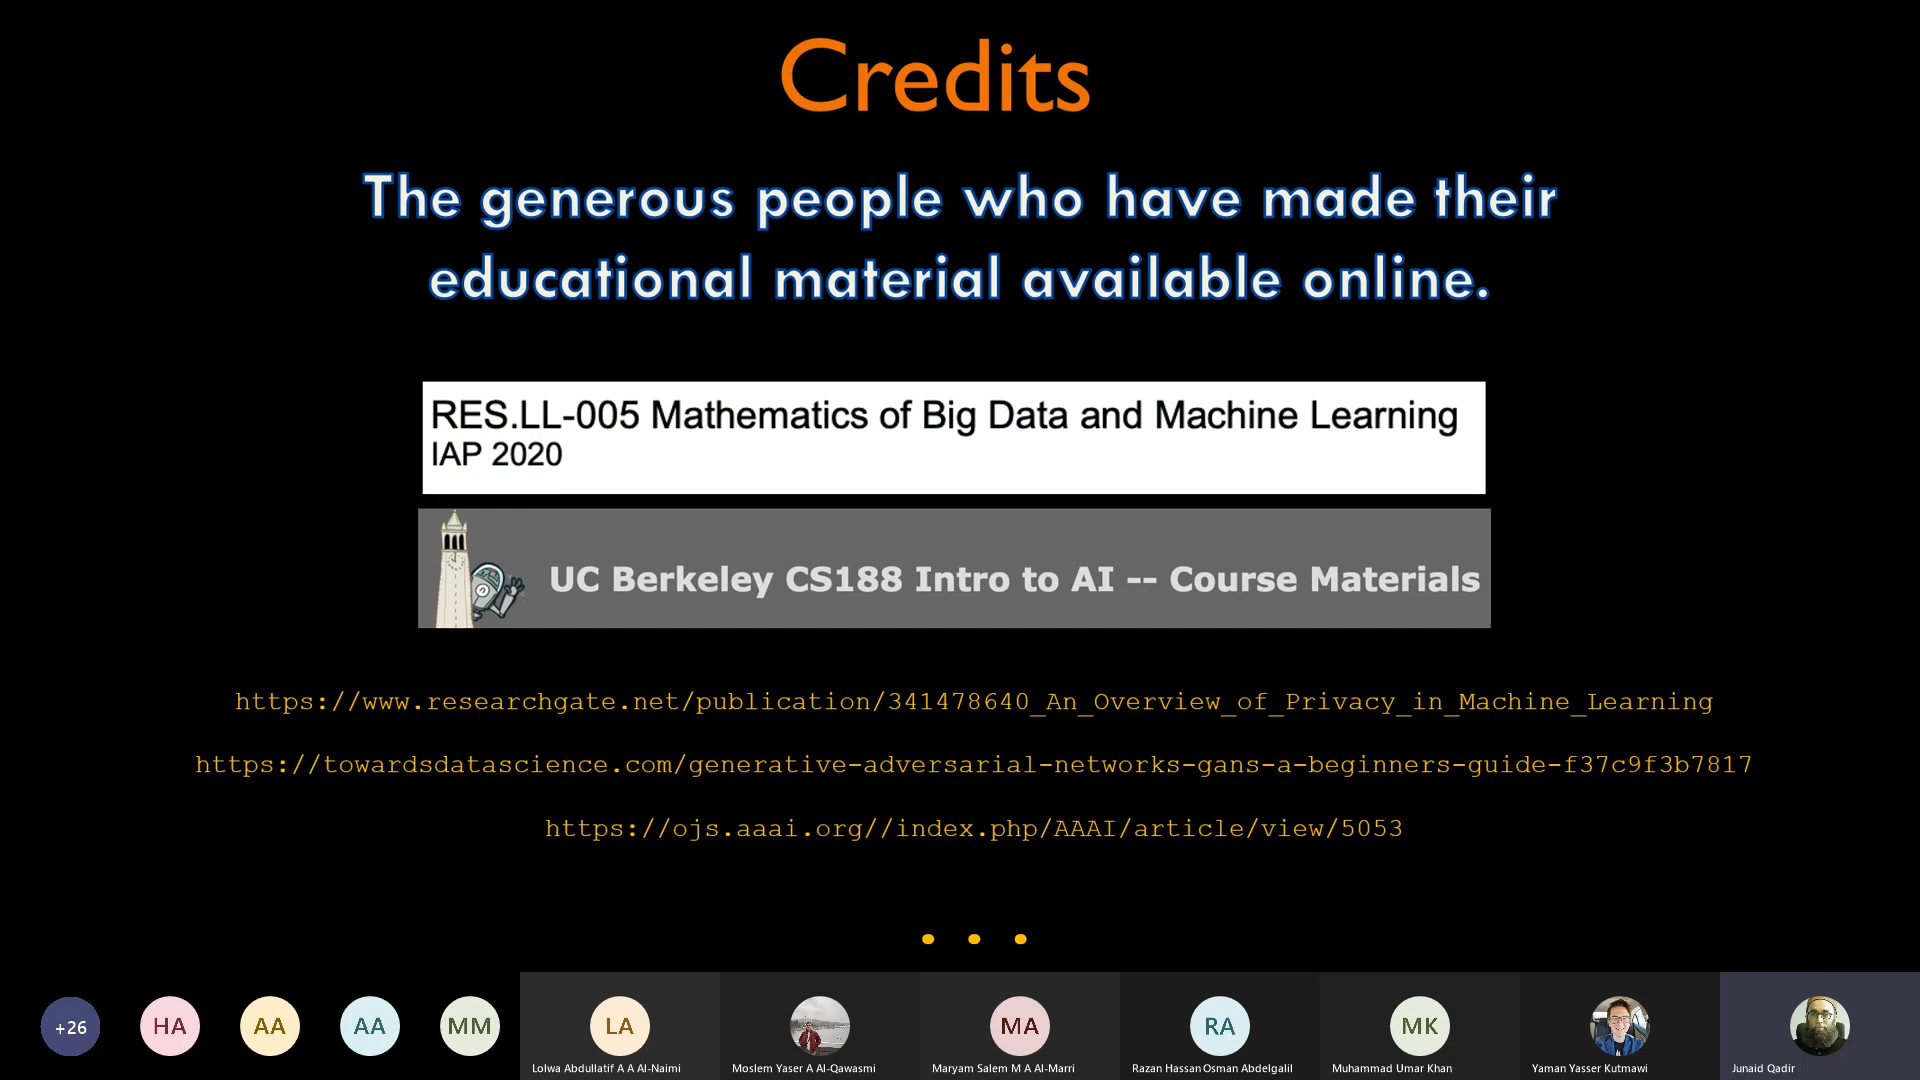 Credits
The generous people who have made their
educational material available online.
RES.LL-005 Mathematics of Big Data and Machine Learning
IAP 2020
UC Berkeley CS188 Intro to AI -- Course Materials
https://www.researchgate.net/publication/341478640_An_Overview_of_Privacy_in_Machine_Learning
https://towardsdatascience.com/generative-adversarial-networks-gans-a-beginners-guide-f37c9f3b7817
https://ojs.aaai.org//index.php/AAAI/article/view/5053
...
+26 HA AA AA MM LA MA RA MK
Lolwa Abdullatif A A Al-Naimi Moslem Yaser A Al-Qawasmi Maryam Salem M A Al-Marri Razan Hassan Osman Abdelgalil Muhammad Umar Khan Yaman Yasser Kutmawi Junaid Qadir